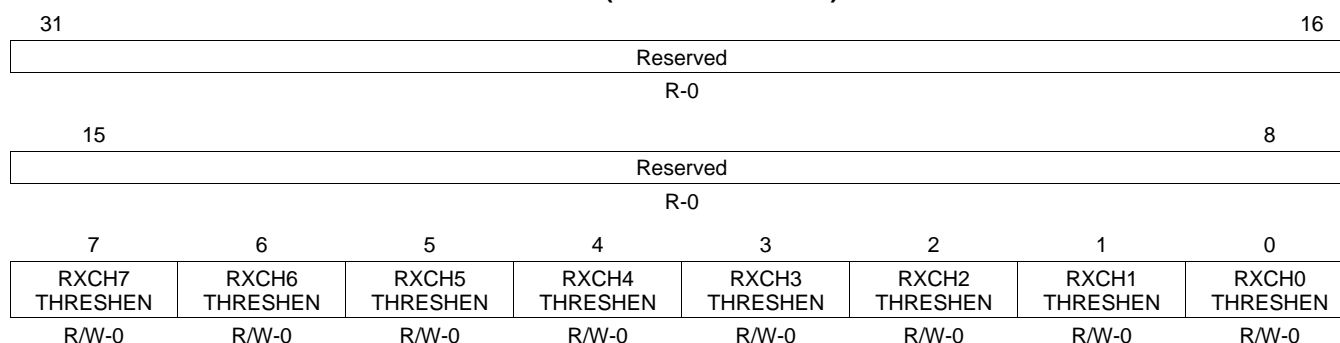 31 16
Reserved
R-0
15 8
Reserved
R-0
7 6 5 4 3 2 1 0
RXCH7 RXCH6 RXCH5 RXCH4 RXCH3 RXCH2 RXCH1 RXCH0
THRESHEN THRESHEN THRESHEN THRESHEN THRESHEN THRESHEN THRESHEN THRESHEN
R/W-0 R/W-0 R/W-0 R/W-0 R/W-0 R/W-0 R/W-0 R/W-0